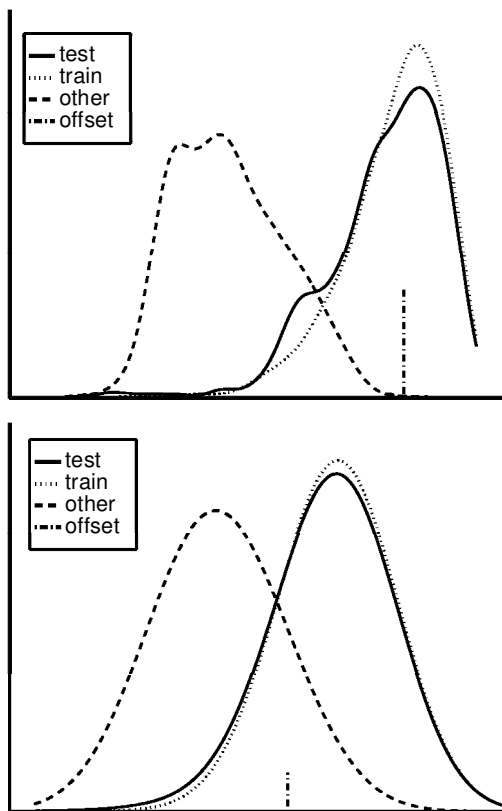 test
train
other
offset
test
train
other
offset